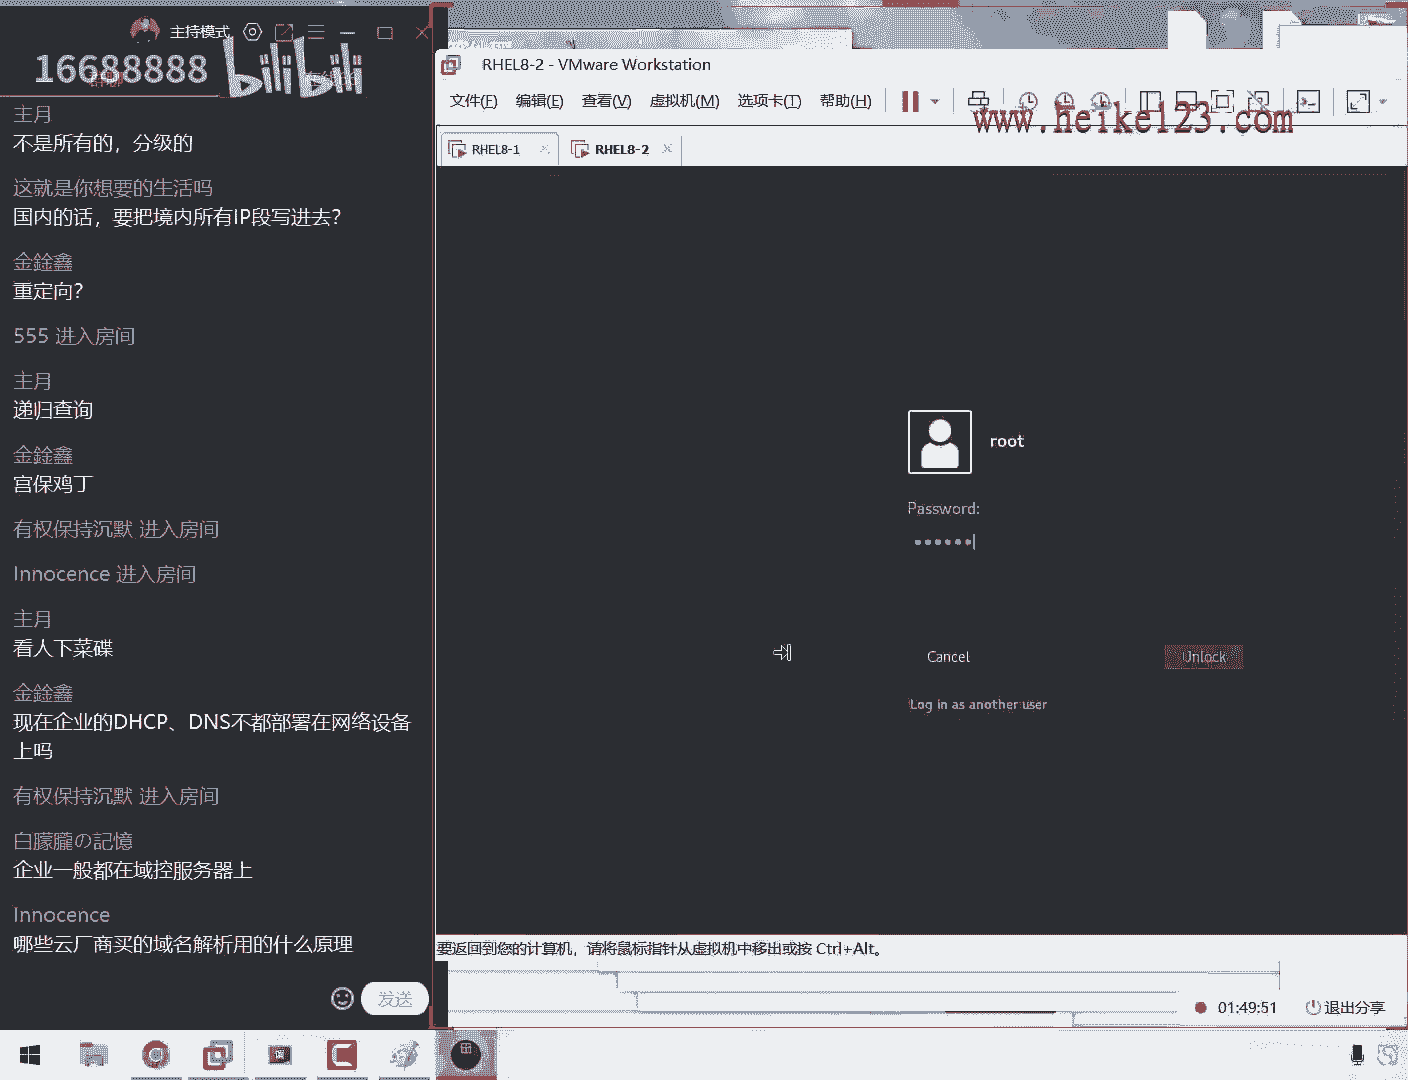 主持模式
16688888
bilibili
主月
不是所有的，分级的
这就是你想要的生活吗
国内的话，要把境内所有IP段写进去？
金銓鑫
重定向？
555 进入房间
主月
递归查询
金銓鑫
宫保鸡丁
有权保持沉默 进入房间
Innocence 进入房间
主月
看人下菜碟
金銓鑫
现在企业的DHCP、DNS不都部署在网络设备
上吗
有权保持沉默 进入房间
白朦朧の記憶
企业一般都在域控服务器上
Innocence
哪些云厂商买的域名解析用的什么原理
发送
RHEL8-2 - VMware Workstation
文件(F) 编辑(E) 查看(V) 虚拟机(M) 选项卡(T) 帮助(H)
www.heike123.com
RHEL8-1 RHEL8-2
root
Password:
Cancel Unlock
Log in as another user
要返回到您的计算机，请将鼠标指针从虚拟机中移出或按 Ctrl+Alt。
01:49:51 退出分享